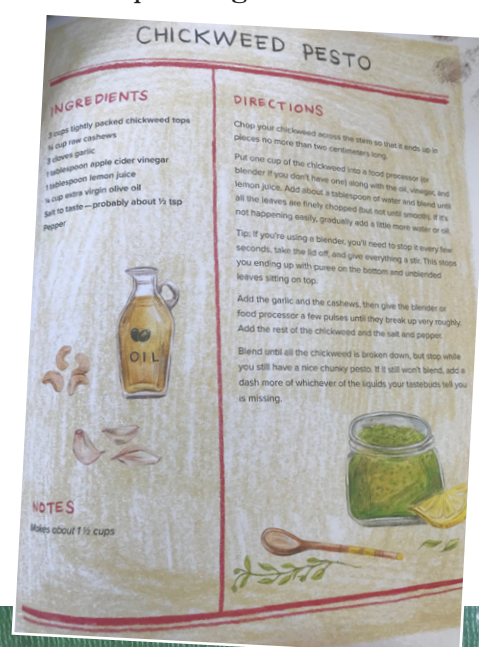 CHICKWEED PESTO
INGREDIENTS
3 cups tightly packed chickweed tops
¾ cup raw cashews
3 cloves garlic
1 tablespoon apple cider vinegar
1 tablespoon lemon juice
¼ cup extra virgin olive oil
Salt to taste – probably about ½ tsp
Pepper
OIL
NOTES
Makes about 1 ½ cups
DIRECTIONS
Chop your chickweed across the stem so that it ends up in
pieces no more than two centimeters long.
Put one cup of the chickweed into a food processor (or
blender if you don't have one) along with the oil, vinegar, and
lemon juice. Add about a tablespoon of water and blend until
all the leaves are finely chopped (but not until smooth). If it's
not happening easily, gradually add a little more water or oil.
Tip: If you're using a blender, you'll need to stop it every few
seconds, take the lid off, and give everything a stir. This stops
you ending up with puree on the bottom and unblended
leaves sitting on top.
Add the garlic and the cashews, then give the blender or
food processor a few pulses until they break up very roughly.
Add the rest of the chickweed and the salt and pepper.
Blend until all the chickweed is broken down, but stop while
you still have a nice chunky pesto. If it still won't blend, add a
dash more of whichever of the liquids your tastebuds tell you
is missing.